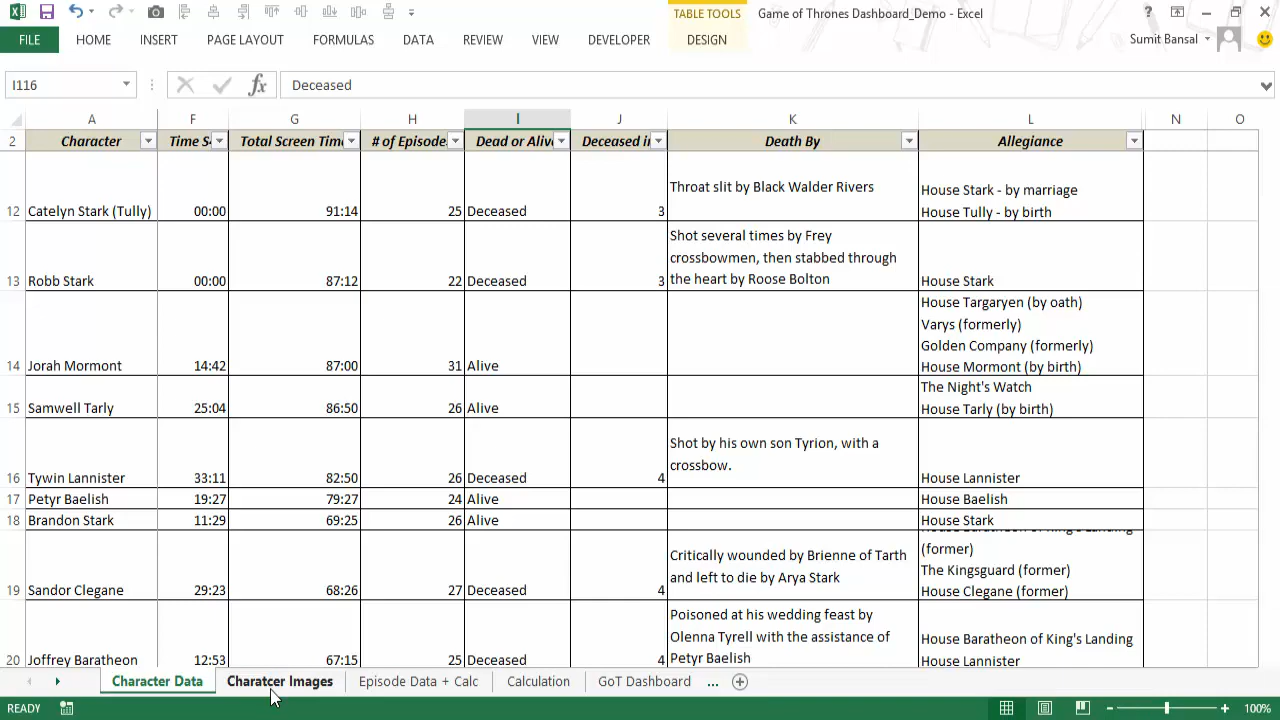 TABLE TOOLS
Game of Thrones Dashboard_Demo - Excel
?
FILE HOME INSERT PAGE LAYOUT FORMULAS DATA REVIEW VIEW DEVELOPER DESIGN
Sumit Bansal
I116 fx Deceased
A F G H I J K L N O
2 Character Time S Total Screen Tim # of Episode Dead or Aliv Deceased i Death By Allegiance
Throat slit by Black Walder Rivers
House Stark - by marriage
12 Catelyn Stark (Tully) 00:00 91:14 25 Deceased 3 House Tully - by birth
Shot several times by Frey
crossbowmen, then stabbed through
13 Robb Stark 00:00 87:12 22 Deceased 3 the heart by Roose Bolton House Stark
House Targaryen (by oath)
Varys (formerly)
Golden Company (formerly)
14 Jorah Mormont 14:42 87:00 31 Alive House Mormont (by birth)
The Night's Watch
15 Samwell Tarly 25:04 86:50 26 Alive House Tarly (by birth)
Shot by his own son Tyrion, with a
crossbow.
16 Tywin Lannister 33:11 82:50 26 Deceased 4 House Lannister
17 Petyr Baelish 19:27 79:27 24 Alive House Baelish
18 Brandon Stark 11:29 69:25 26 Alive House Stark
House Baratheon of King's Landing
(former)
Critically wounded by Brienne of Tarth
The Kingsguard (former)
and left to die by Arya Stark
19 Sandor Clegane 29:23 68:26 27 Deceased 4 House Clegane (former)
Poisoned at his wedding feast by
Olenna Tyrell with the assistance of
House Baratheon of King's Landing
20 Joffrey Baratheon 12:53 67:15 25 Deceased 4 Petyr Baelish House Lannister
Character Data Charatcer Images Episode Data + Calc Calculation GoT Dashboard ...
READY 100%